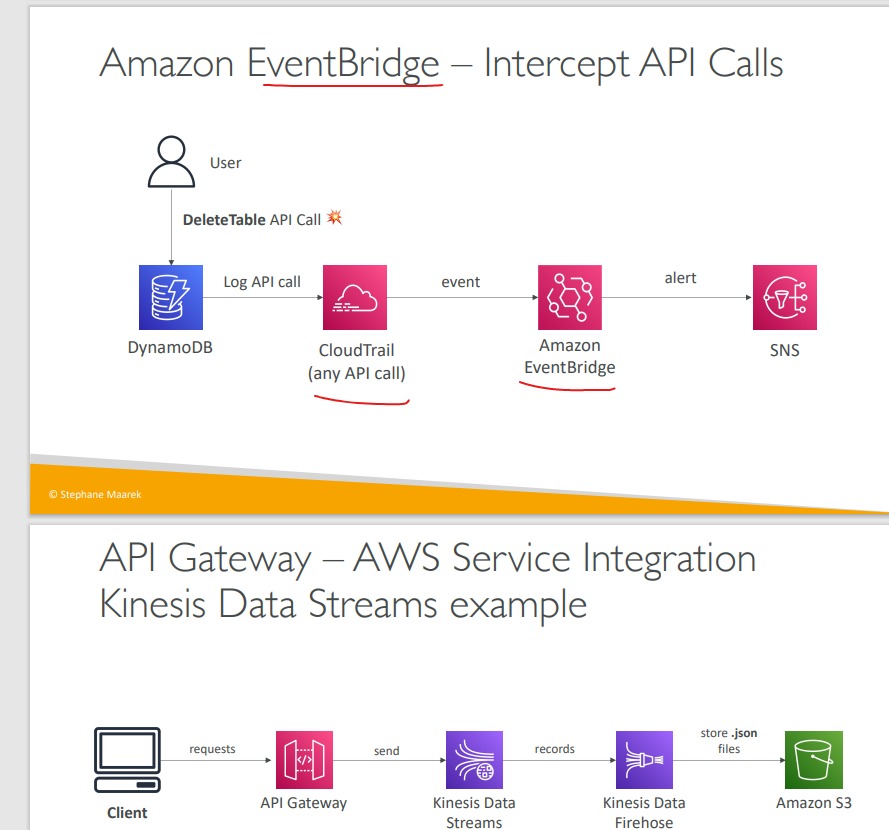 Amazon EventBridge – Intercept API Calls
User
DeleteTable API Call 💥
Log API call
event
alert
DynamoDB
CloudTrail
(any API call)
Amazon
EventBridge
SNS
© Stephane Maarek
API Gateway – AWS Service Integration
Kinesis Data Streams example
requests
send
records
store .json
files
Client
API Gateway
Kinesis Data
Streams
Kinesis Data
Firehose
Amazon S3